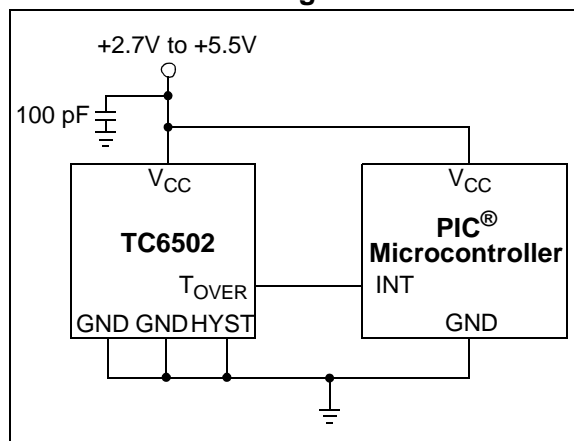 +2.7V to +5.5V
100 pF
VCC
VCC
TC6502
PIC®
Microcontroller
TOVER
INT
GND GND HYST
GND